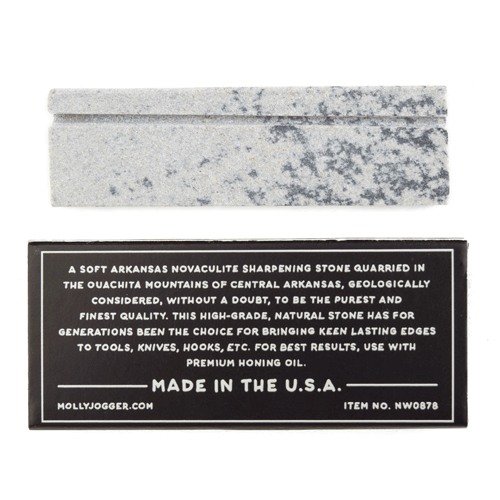 A SOFT ARKANSAS NOVACULITE SHARPENING STONE QUARRIED IN
THE OUACHITA MOUNTAINS OF CENTRAL ARKANSAS, GEOLOGICALLY
CONSIDERED, WITHOUT A DOUBT, TO BE THE PUREST AND
FINEST QUALITY. THIS HIGH-GRADE, NATURAL STONE HAS FOR
GENERATIONS BEEN THE CHOICE FOR BRINGING KEEN LASTING EDGES
TO TOOLS, KNIVES, HOOKS, ETC. FOR BEST RESULTS, USE WITH
PREMIUM HONING OIL.
MADE IN THE U.S.A.
MOLLYJOGGER.COM ITEM NO. NW0878